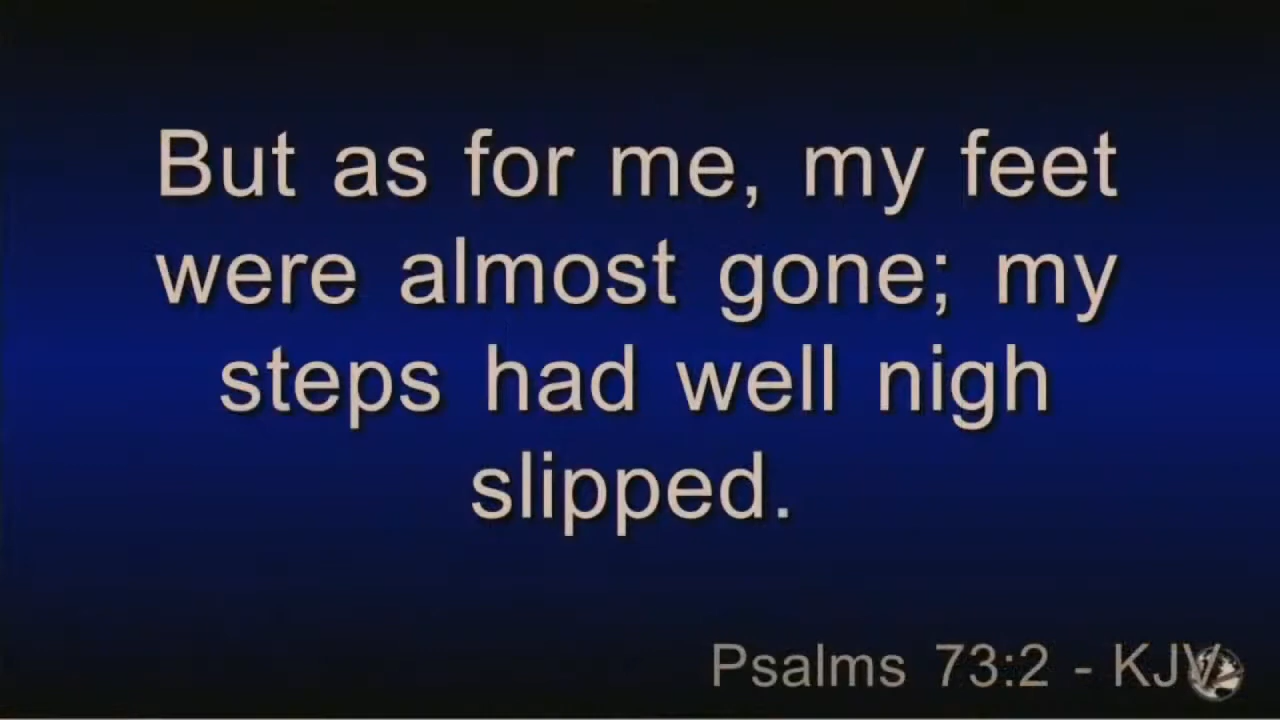 But as for me, my feet
were almost gone; my
steps had well nigh
slipped.
Psalms 73:2 - KJV